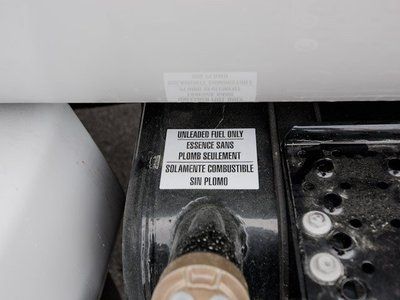 UNLEADED FUEL ONLY
ESSENCE SANS
PLOMB SEULEMENT
SOLAMENTE COMBUSTIBLE
SIN PLOMO